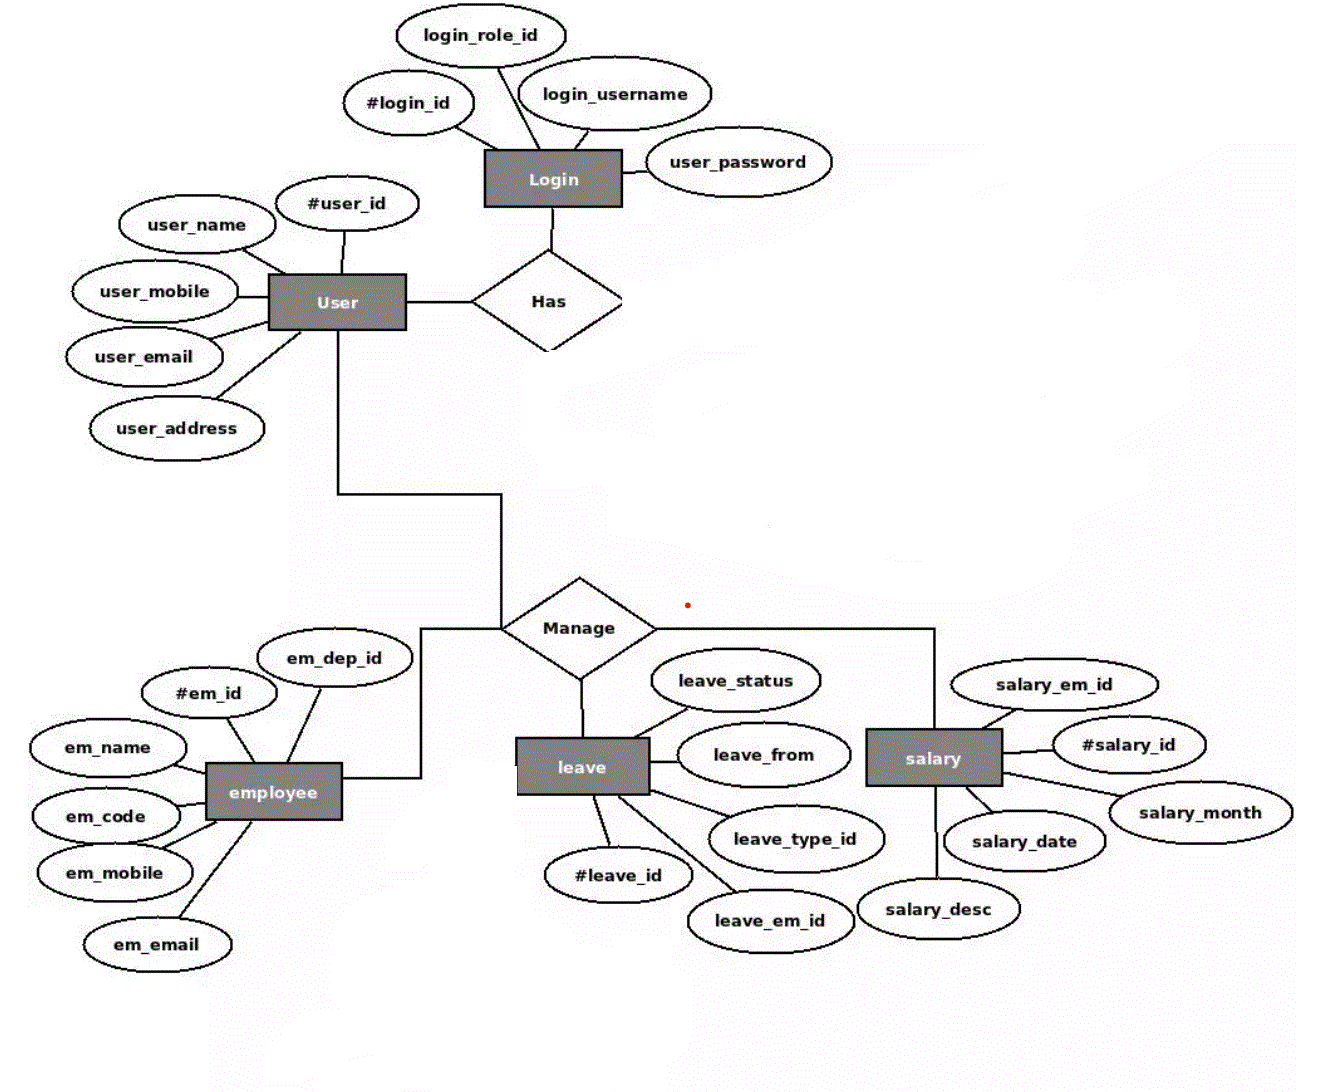 login_role_id
#login_id
login_username
user_password
Login
#user_id
user_name
user_mobile
User
Has
user_email
user_address
Manage
em_dep_id
#em_id
em_name
employee
em_code
em_mobile
em_email
leave_status
leave_from
leave
leave_type_id
#leave_id
leave_em_id
salary_em_id
#salary_id
salary
salary_month
salary_date
salary_desc